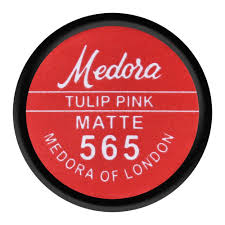 Medora
TULIP PINK
MATTE
565
MEDORA OF LONDON